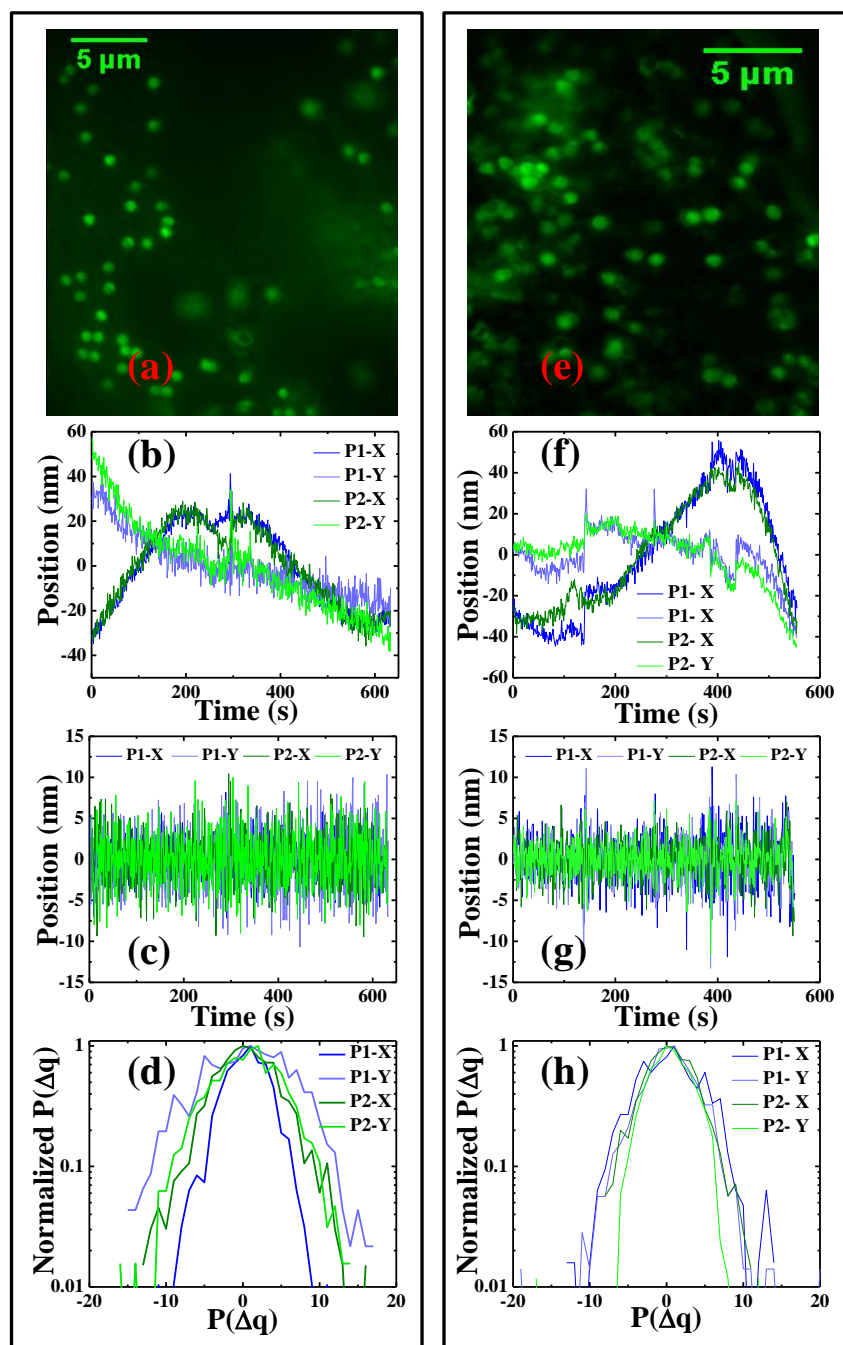 5 µm
(a)
(b)
P1-X
P1-Y
P2-X
P2-Y
60
40
20
0
-20
-40
Position (nm)
0 200 400 600
Time (s)
P1-X P1-Y P2-X P2-Y
15
10
5
0
-5
-10
-15
Position (nm)
(c)
0 200 400 600
Time (s)
(d)
P1-X
P1-Y
P2-X
P2-Y
1
0.1
0.01
Normalized P(Δq)
-20 -10 0 10 20
P(Δq)
5 µm
(e)
(f)
60
40
20
0
-20
-40
-60
Position (nm)
P1- X
P1- X
P2- X
P2- Y
0 200 400 600
Time (s)
P1-X P1-Y P2-X P2-Y
15
10
5
0
-5
-10
-15
Position (nm)
(g)
0 200 400 600
Time (s)
(h)
P1- X
P1- Y
P2- X
P2- Y
1
0.1
0.01
Normalized P(Δq)
-20 -10 0 10 20
P(Δq)